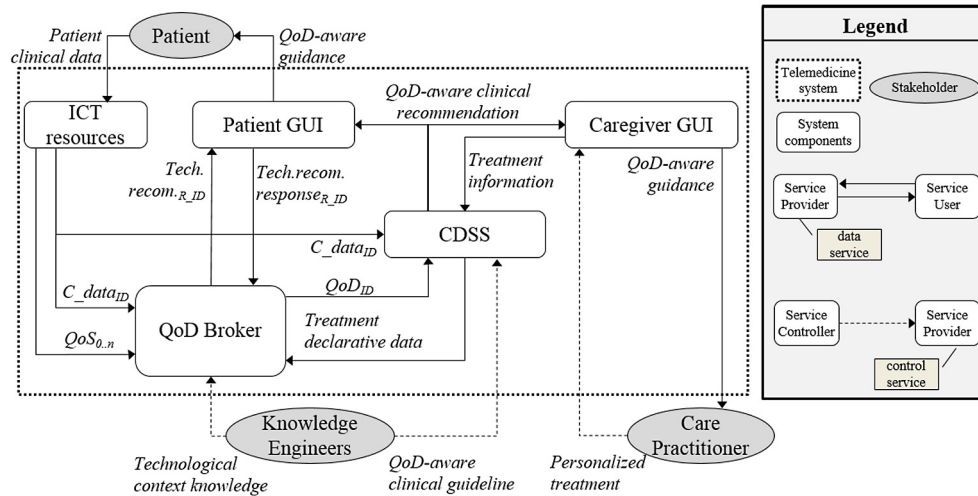 Patient
clinical data
Patient
QoD-aware
guidance
ICT
resources
Patient GUI
QoD-aware clinical
recommendation
Caregiver GUI
Tech.
recom.R_ID
Tech.recom.
responseR_ID
Treatment
information
QoD-aware
guidance
CDSS
C_dataID
C_dataID
QoDID
QoD Broker
QoS0..n
Treatment
declarative data
Knowledge
Engineers
Care
Practitioner
Technological
context knowledge
QoD-aware
clinical guideline
Personalized
treatment
Legend
Telemedicine
system
Stakeholder
System
components
Service
Provider
Service
User
data
service
Service
Controller
Service
Provider
control
service